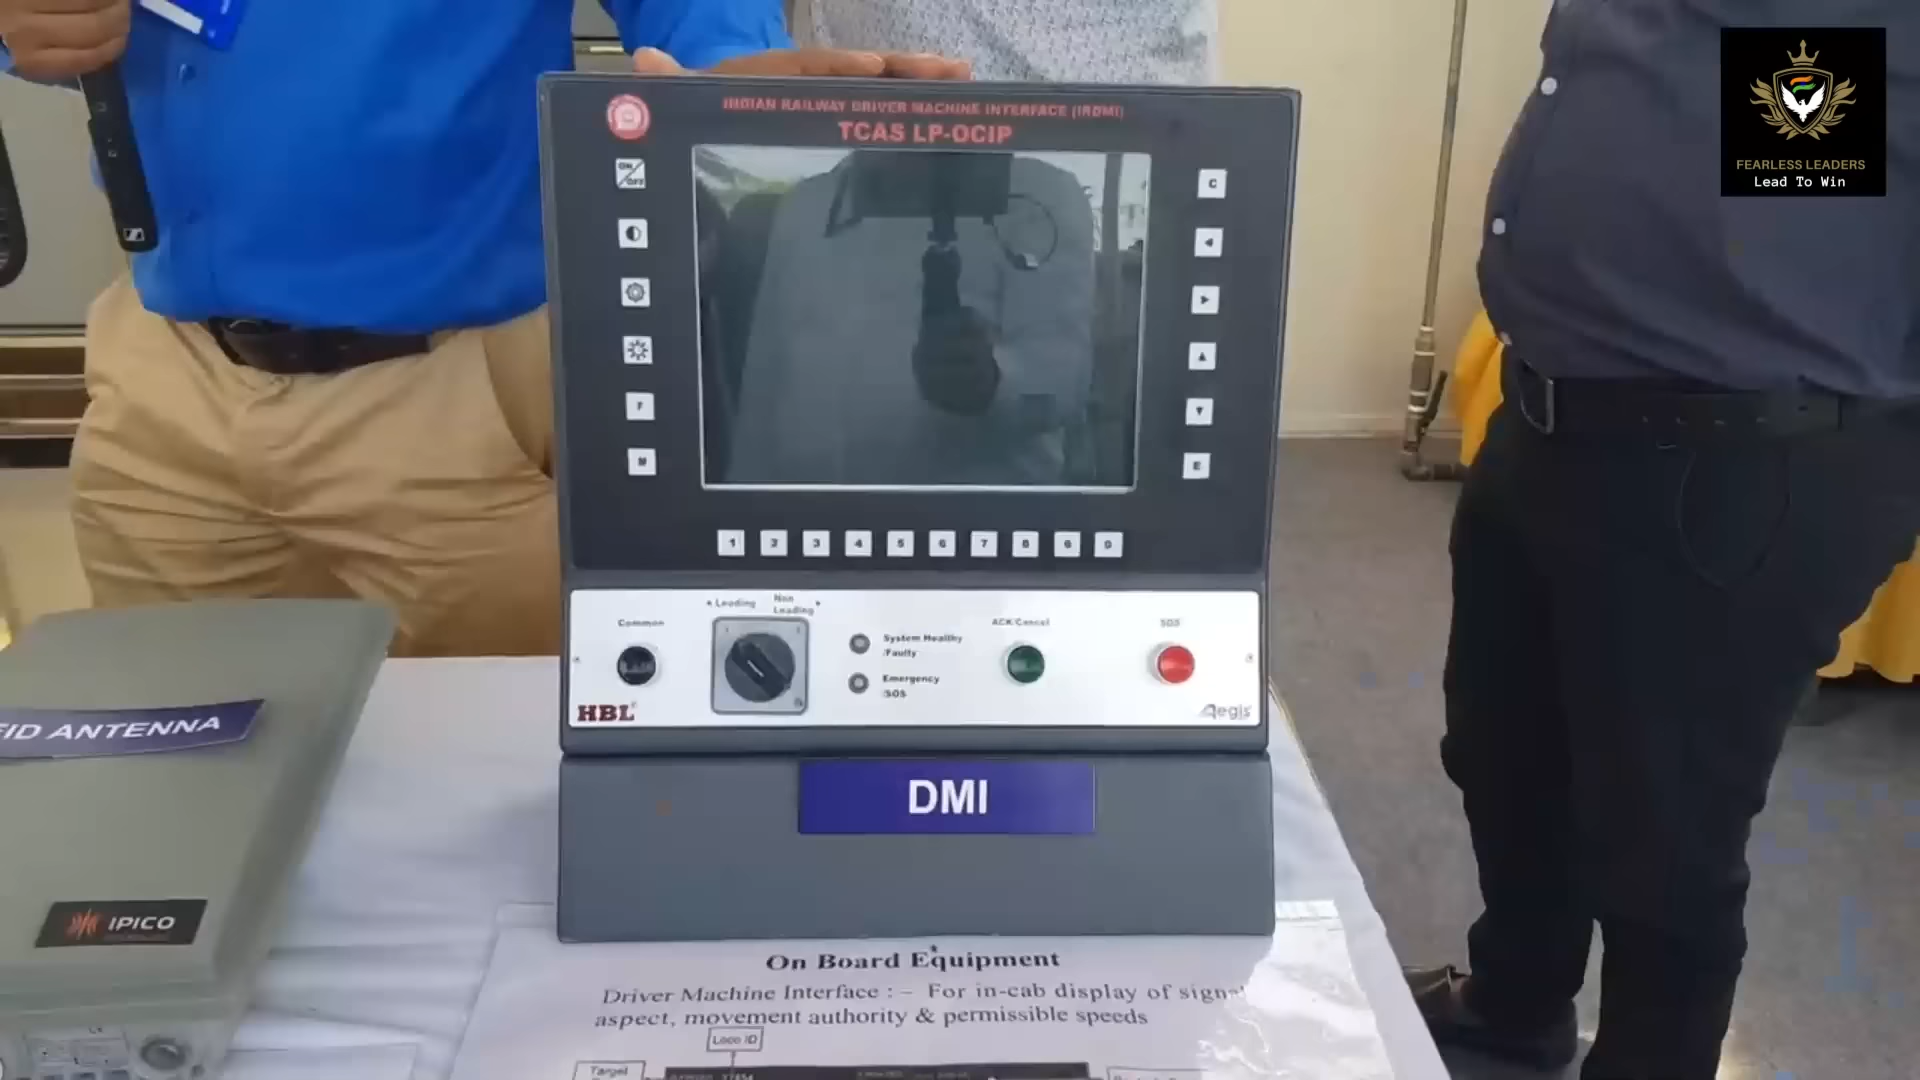 INDIAN RAILWAY DRIVER MACHINE INTERFACE (IRDMI)
TCAS LP-OCIP
FEARLESS LEADERS
Lead To Win
ON/OFF
C
F
M
E
1 2 3 4 5 6 7 8 9 0
Leading
Non Leading
Common
System Healthy
/Faulty
Emergency
/SOS
ACK/Cancel
SOS
HBL
Aegis
DMI
ID ANTENNA
IPICO
On Board Equipment
Driver Machine Interface : – For in-cab display of signal
aspect, movement authority & permissible speeds
Loco ID
Target